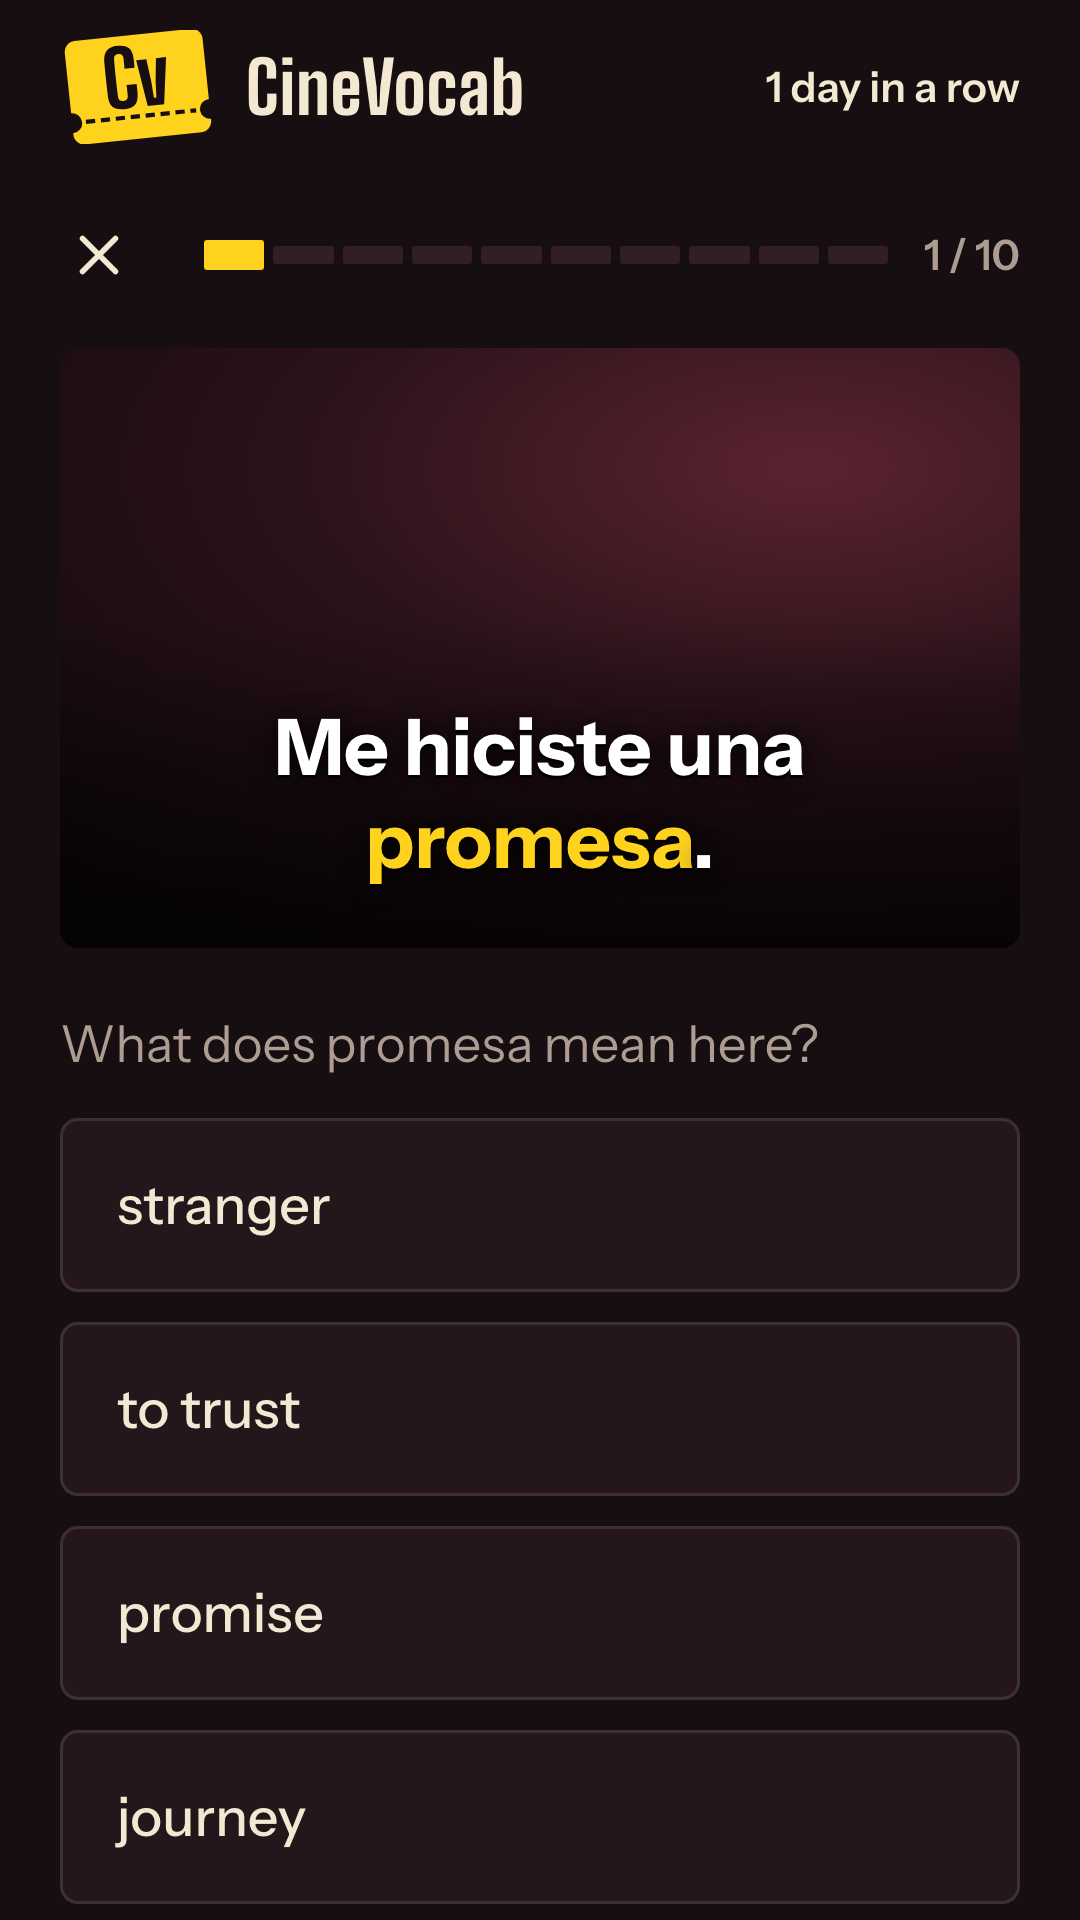 Cv
CineVocab
1 day in a row
1 / 10
Me hiciste una
promesa.
What does promesa mean here?
stranger
to trust
promise
journey